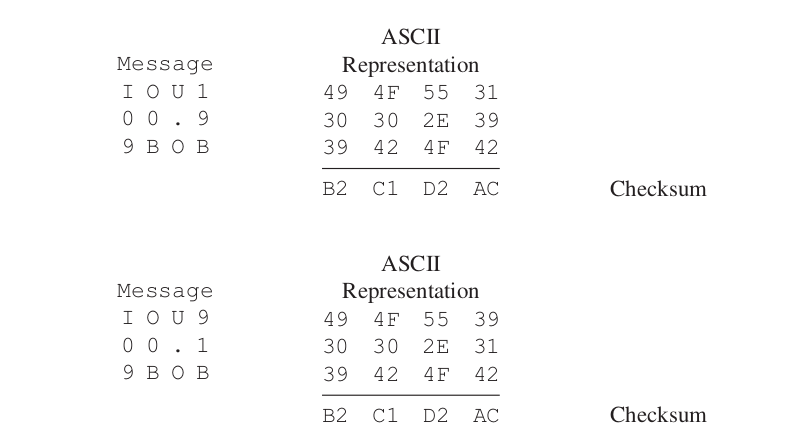 ASCII
Message Representation
I O U 1 49 4F 55 31
0 0 . 9 30 30 2E 39
9 B O B 39 42 4F 42
B2 C1 D2 AC Checksum
ASCII
Message Representation
I O U 9 49 4F 55 39
0 0 . 1 30 30 2E 31
9 B O B 39 42 4F 42
B2 C1 D2 AC Checksum